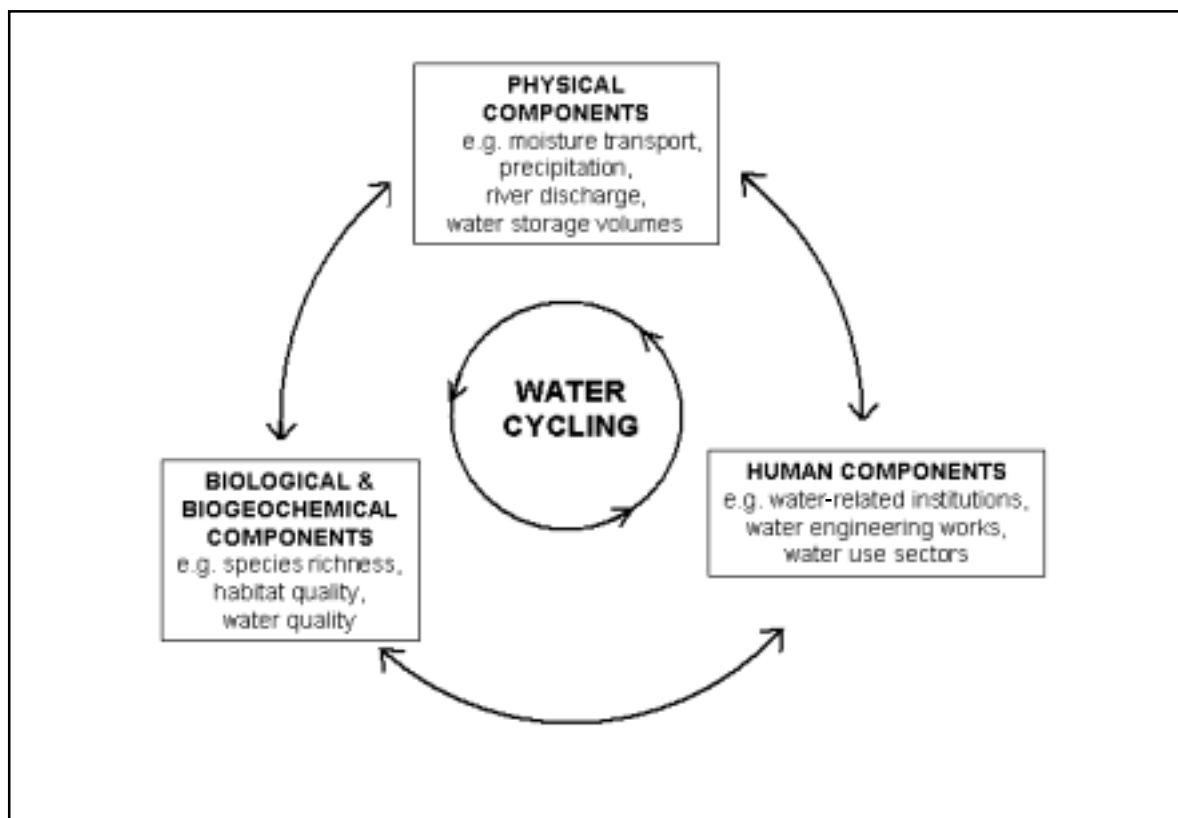 PHYSICAL
COMPONENTS
e.g. moisture transport,
precipitation,
river discharge,
water storage volumes
WATER
CYCLING
BIOLOGICAL &
BIOGEOCHEMICAL
COMPONENTS
e.g. species richness,
habitat quality,
water quality
HUMAN COMPONENTS
e.g. water-related institutions,
water engineering works,
water use sectors